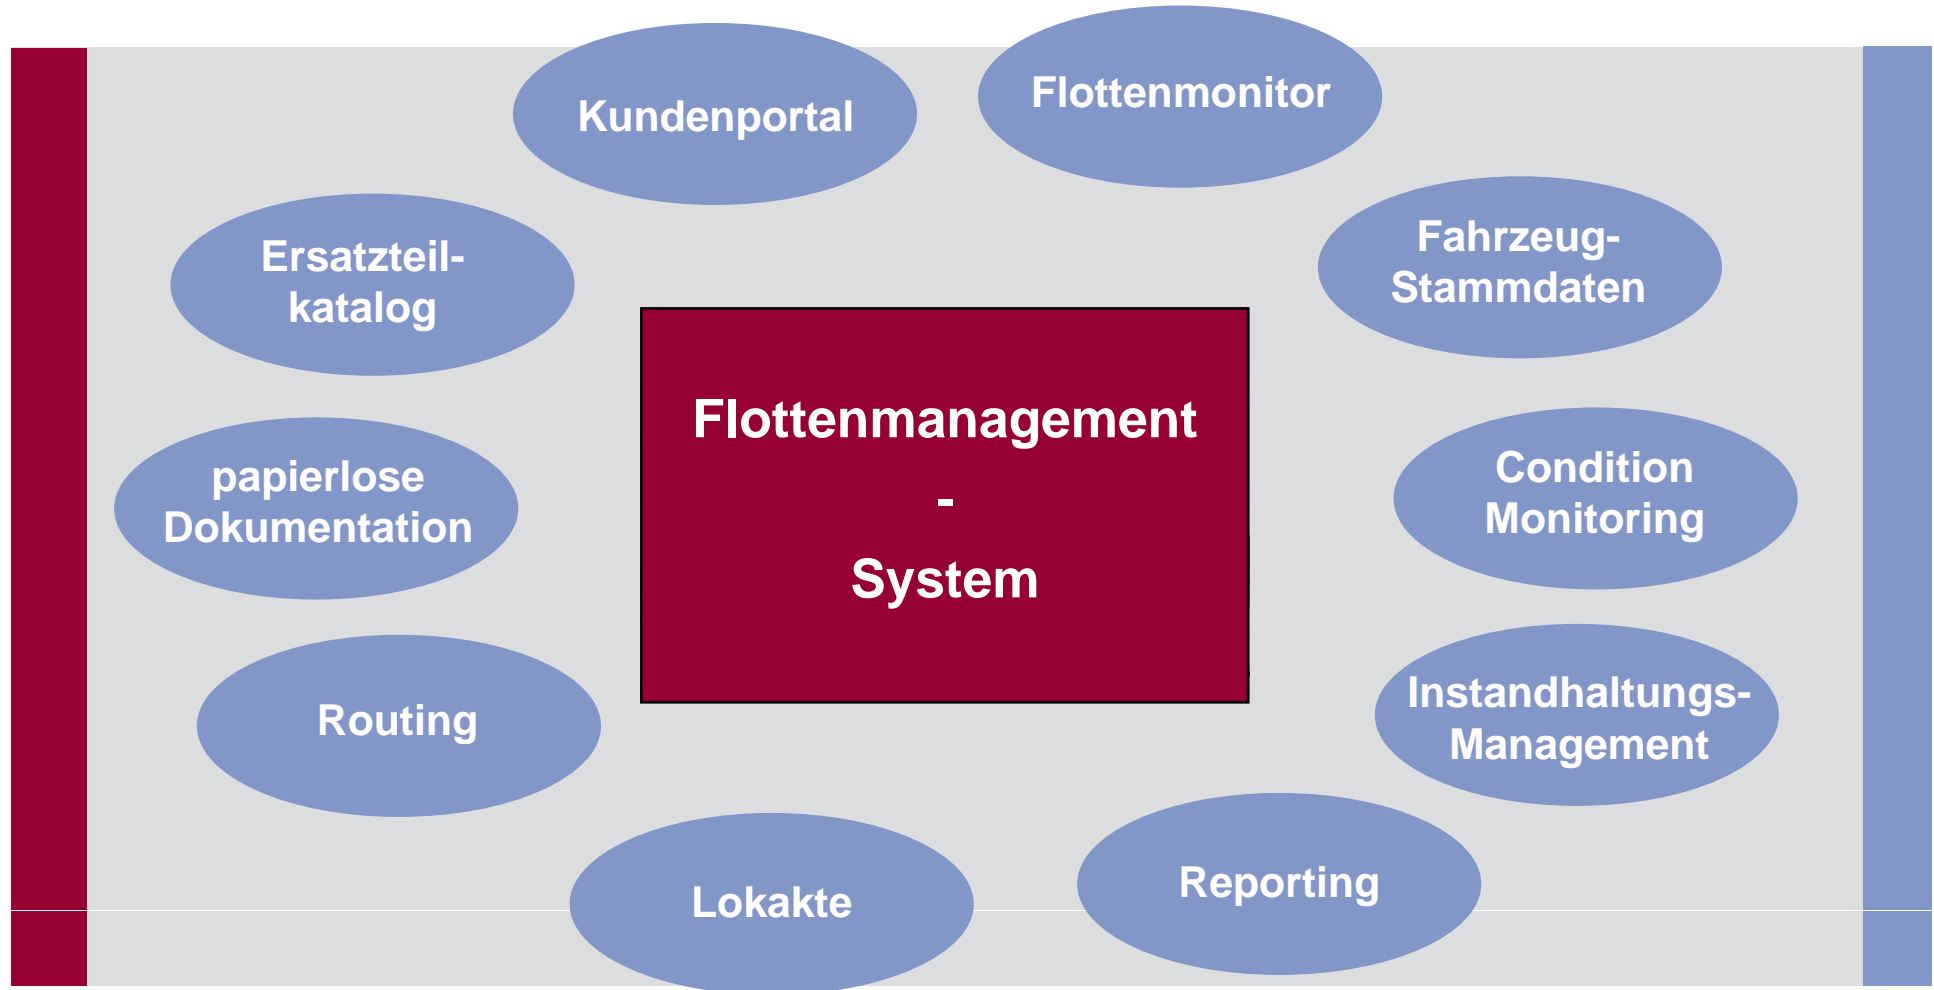 Kundenportal
Flottenmonitor
Ersatzteil-
katalog
Fahrzeug-
Stammdaten
Flottenmanagement
-
System
papierlose
Dokumentation
Condition
Monitoring
Routing
Instandhaltungs-
Management
Lokakte
Reporting